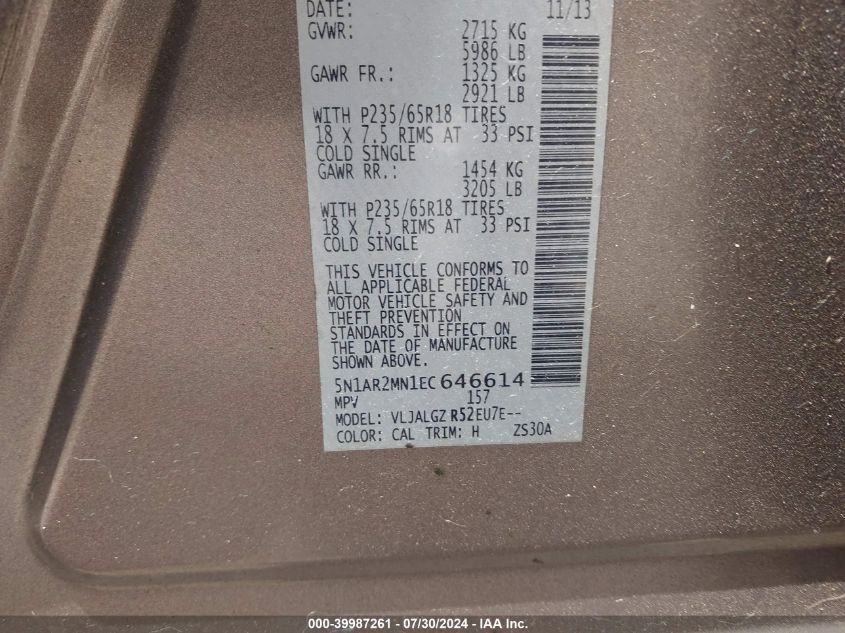 DATE: 11/13
GVWR: 2715 KG
5986 LB
GAWR FR.: 1325 KG
2921 LB
WITH P235/65R18 TIRES
18 X 7.5 RIMS AT 33 PSI
COLD SINGLE
GAWR RR.: 1454 KG
3205 LB
WITH P235/65R18 TIRES
18 X 7.5 RIMS AT 33 PSI
COLD SINGLE
THIS VEHICLE CONFORMS TO
ALL APPLICABLE FEDERAL
MOTOR VEHICLE SAFETY AND
THEFT PREVENTION
STANDARDS IN EFFECT ON
THE DATE OF MANUFACTURE
SHOWN ABOVE.
5N1AR2MN1EC646614
MPV 157
MODEL: VLJALGZ R52EU7E--
COLOR: CAL TRIM: H ZS30A
000-39987261 - 07/30/2024 - IAA Inc.